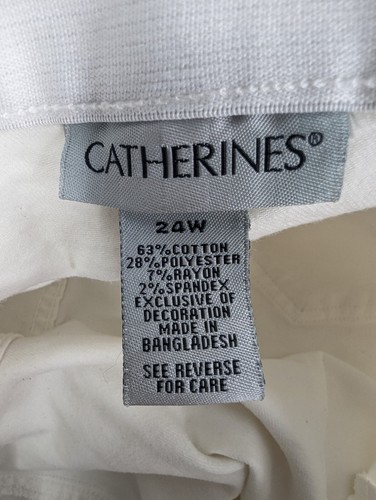 CATHERINES®
24W
63%COTTON
28%POLYESTER
7%RAYON
2%SPANDEX
EXCLUSIVE OF
DECORATION
MADE IN
BANGLADESH
SEE REVERSE
FOR CARE